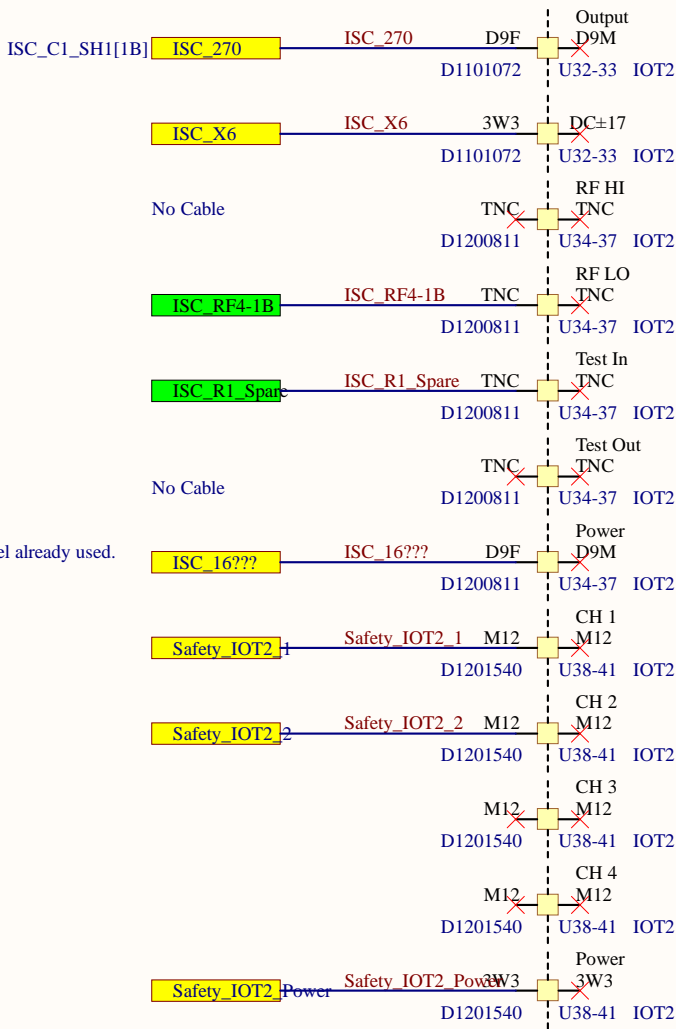 Output
ISC_C1_SH1[1B] ISC_270 ISC_270 D9F D9M
D1101072 U32-33 IOT2
ISC_X6 ISC_X6 3W3 DC±17
D1101072 U32-33 IOT2
RF HI
No Cable TNC TNC
D1200811 U34-37 IOT2
RF LO
ISC_RF4-1B ISC_RF4-1B TNC TNC
D1200811 U34-37 IOT2
Test In
ISC_R1_Spare ISC_R1_Spare TNC TNC
D1200811 U34-37 IOT2
Test Out
TNC TNC
No Cable D1200811 U34-37 IOT2
Power
el already used. ISC_16??? ISC_16??? D9F D9M
D1200811 U34-37 IOT2
CH 1
Safety_IOT2_1 Safety_IOT2_1 M12 M12
D1201540 U38-41 IOT2
CH 2
Safety_IOT2_2 Safety_IOT2_2 M12 M12
D1201540 U38-41 IOT2
CH 3
M12 M12
D1201540 U38-41 IOT2
CH 4
M12 M12
D1201540 U38-41 IOT2
Power
Safety_IOT2_Power Safety_IOT2_Power 3W3 3W3
D1201540 U38-41 IOT2